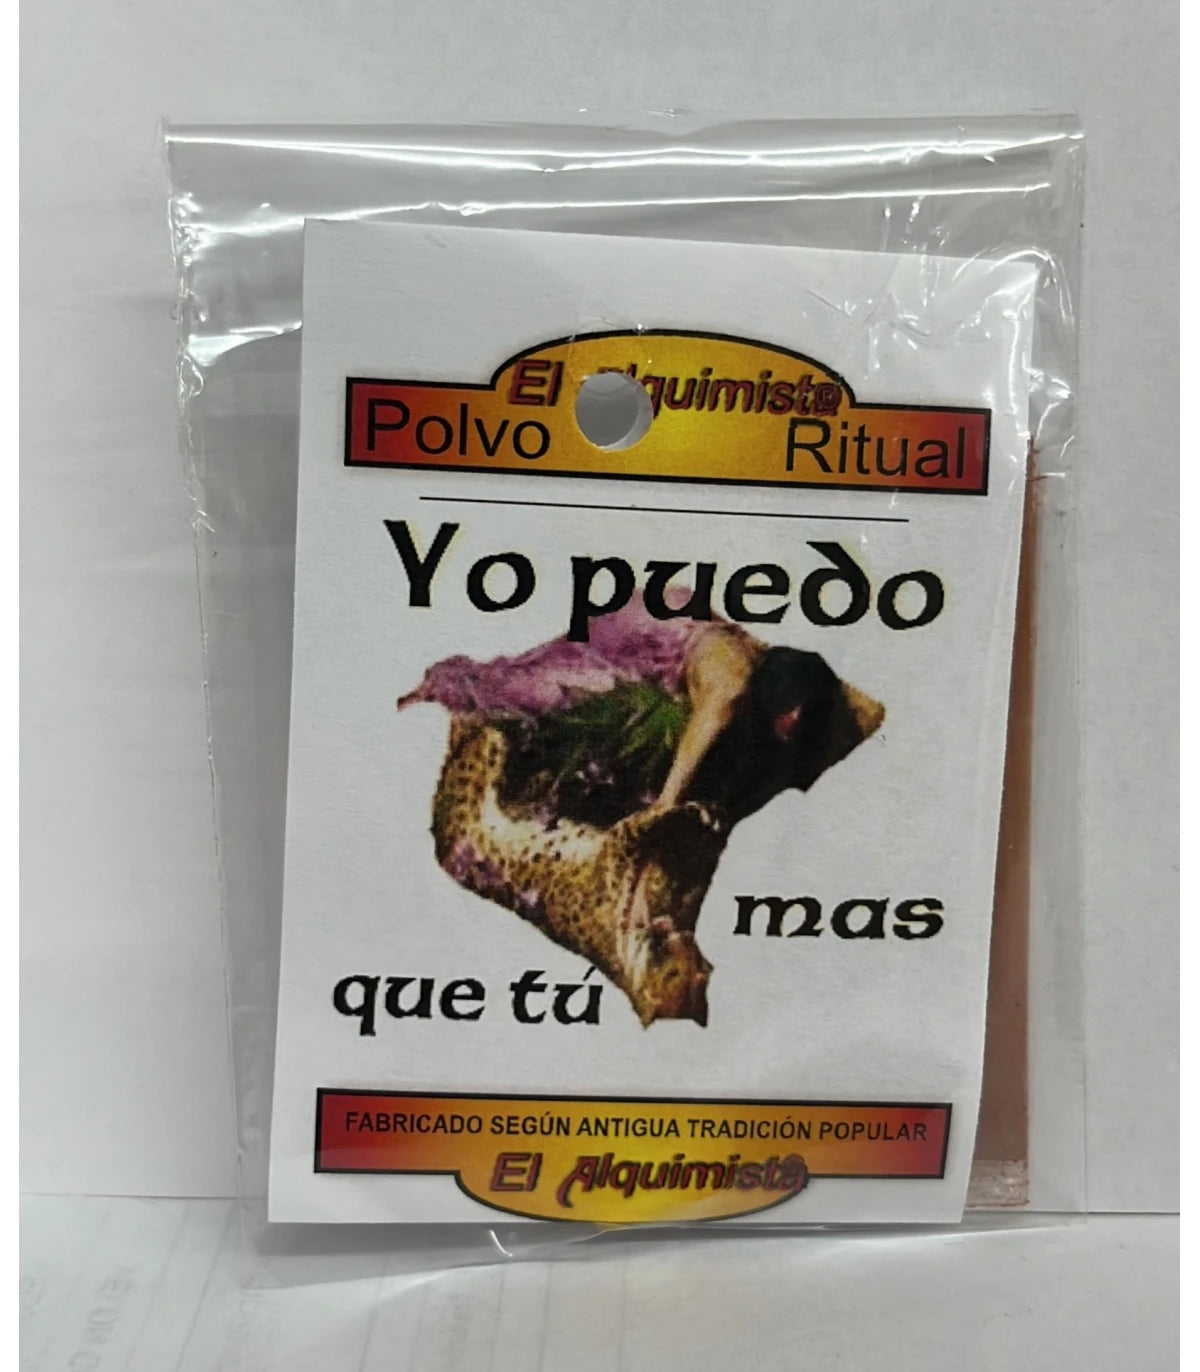 El Alquimista
Polvo Ritual
Yo puedo
mas
que tú
FABRICADO SEGÚN ANTIGUA TRADICIÓN POPULAR
El Alquimista